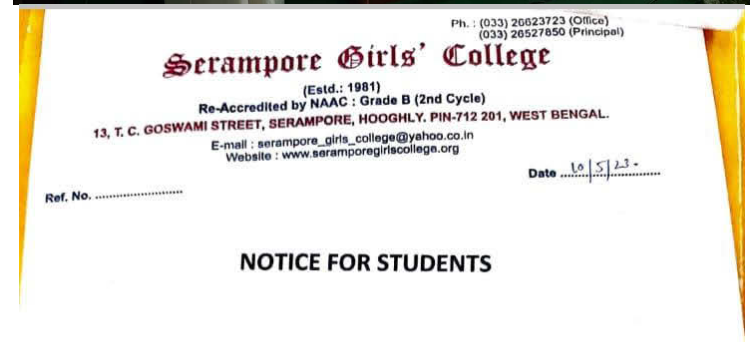 Ph. : (033) 26623723 (Office)
(033) 26527850 (Principal)
Serampore Girls' College
(Estd.: 1981)
Re-Accredited by NAAC : Grade B (2nd Cycle)
13, T. C. GOSWAMI STREET, SERAMPORE, HOOGHLY. PIN-712 201, WEST BENGAL.
E-mail : serampore_girls_college@yahoo.co.in
Website : www.seramporegirlscollege.org
Date ..10/5/23-..........
Ref. No. ........................
NOTICE FOR STUDENTS